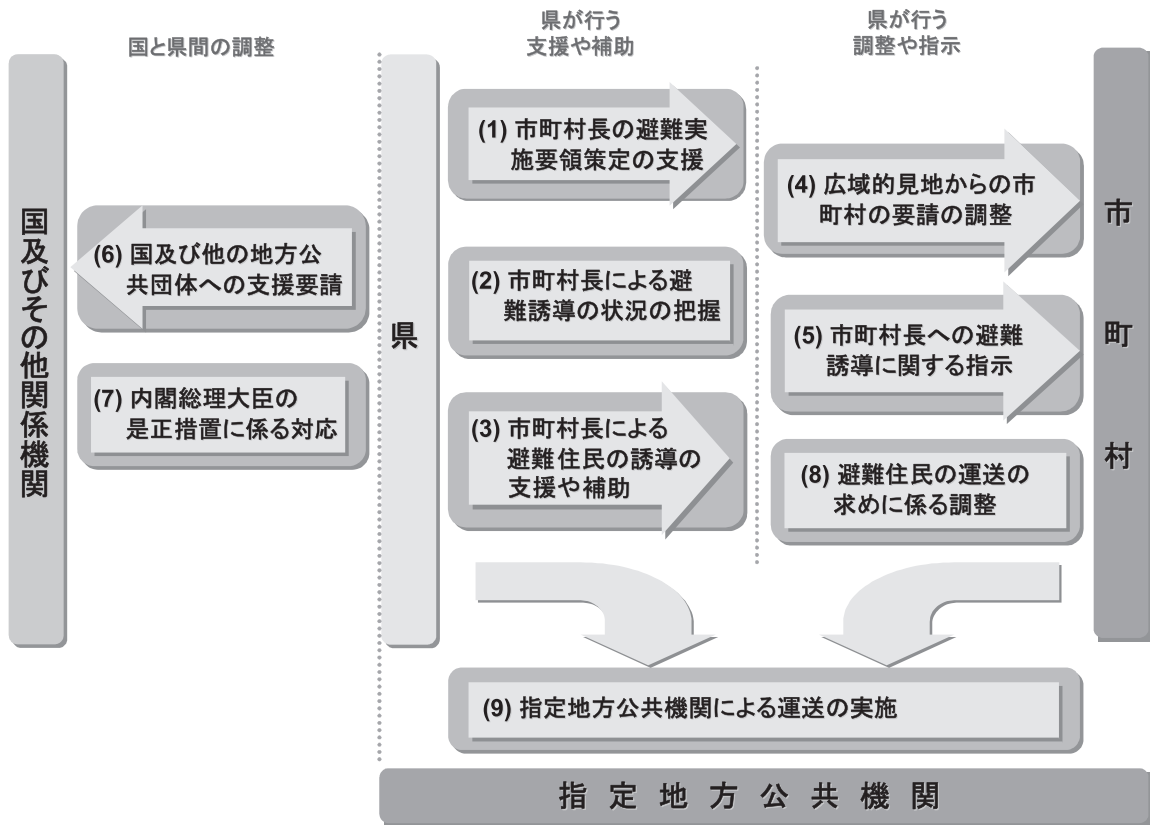 国と県間の調整
県が行う
支援や補助
県が行う
調整や指示
国及びその他関係機関
県
市町村
(1) 市町村長の避難実
施要領策定の支援
(2) 市町村長による避
難誘導の状況の把握
(3) 市町村長による
避難住民の誘導の
支援や補助
(4) 広域的見地からの市
町村の要請の調整
(5) 市町村長への避難
誘導に関する指示
(6) 国及び他の地方公
共団体への支援要請
(7) 内閣総理大臣の
是正措置に係る対応
(8) 避難住民の運送の
求めに係る調整
(9) 指定地方公共機関による運送の実施
指定地方公共機関